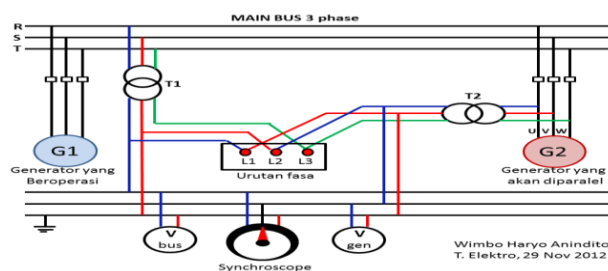 MAIN BUS 3 phase
R
S
T
T1
T2
U V W
G1
G2
L1 L2 L3
Urutan fasa
Generator yang
Beroperasi
Generator yang
akan diparalel
V
bus
V
gen
Synchroscope
Wimbo Haryo Anindito
T. Elektro, 29 Nov 2012